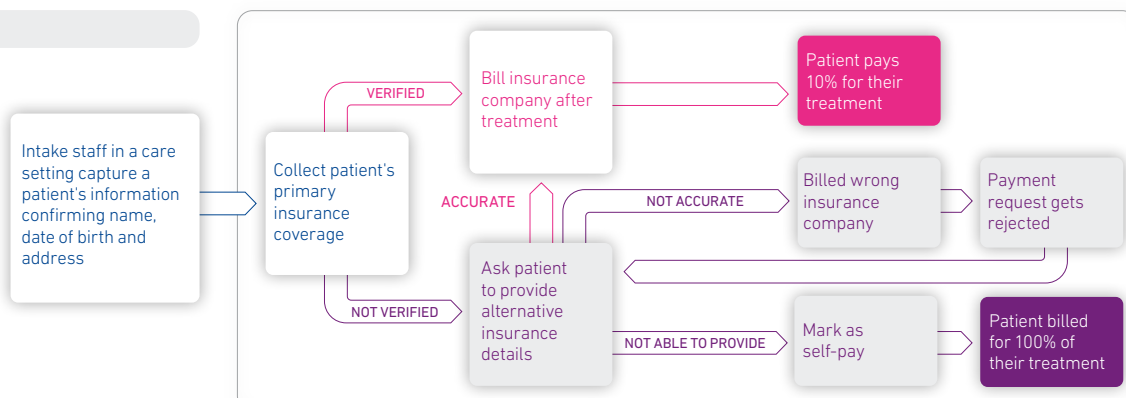 Intake staff in a care
setting capture a
patient's information
confirming name,
date of birth and
address
Collect patient's
primary
insurance
coverage
VERIFIED
Bill insurance
company after
treatment
Patient pays
10% for their
treatment
NOT VERIFIED
Ask patient
to provide
alternative
insurance
details
ACCURATE
NOT ACCURATE
Billed wrong
insurance
company
Payment
request gets
rejected
NOT ABLE TO PROVIDE
Mark as
self-pay
Patient billed
for 100% of
their treatment